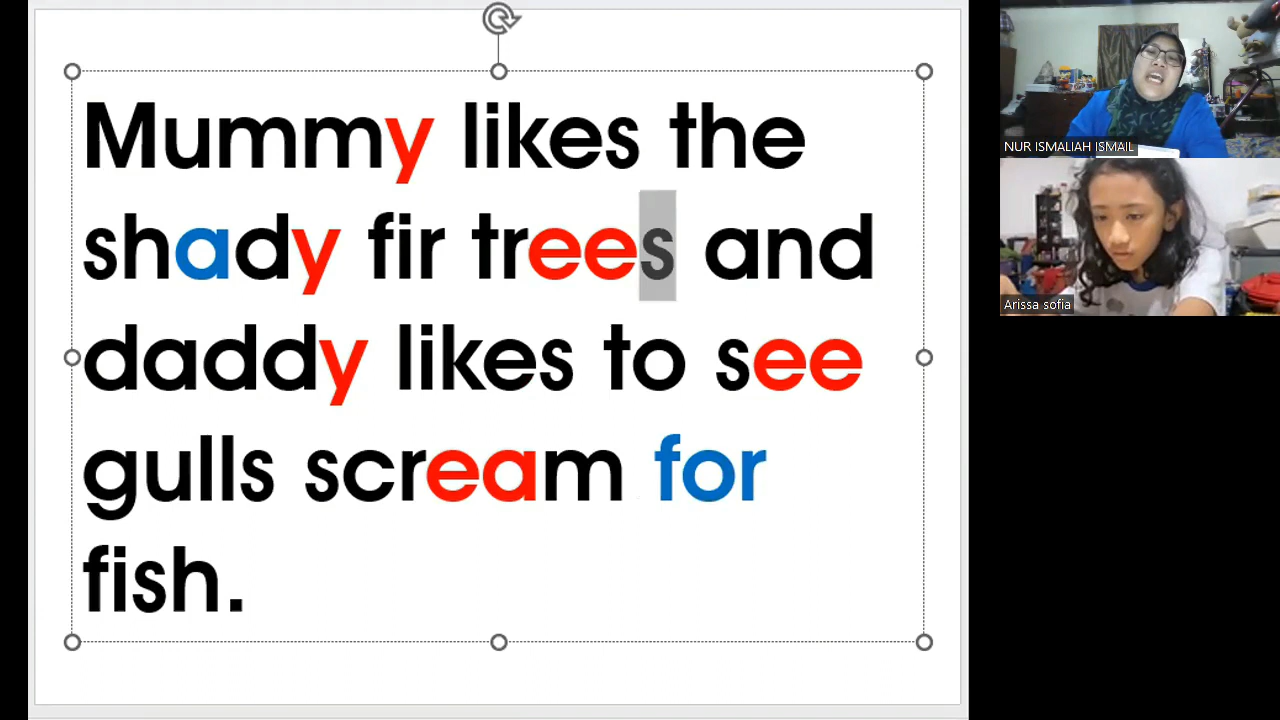 Mummy likes the
shady fir trees and
daddy likes to see
gulls scream for
fish.
NUR ISMALIAH ISMAIL
Arissa sofia